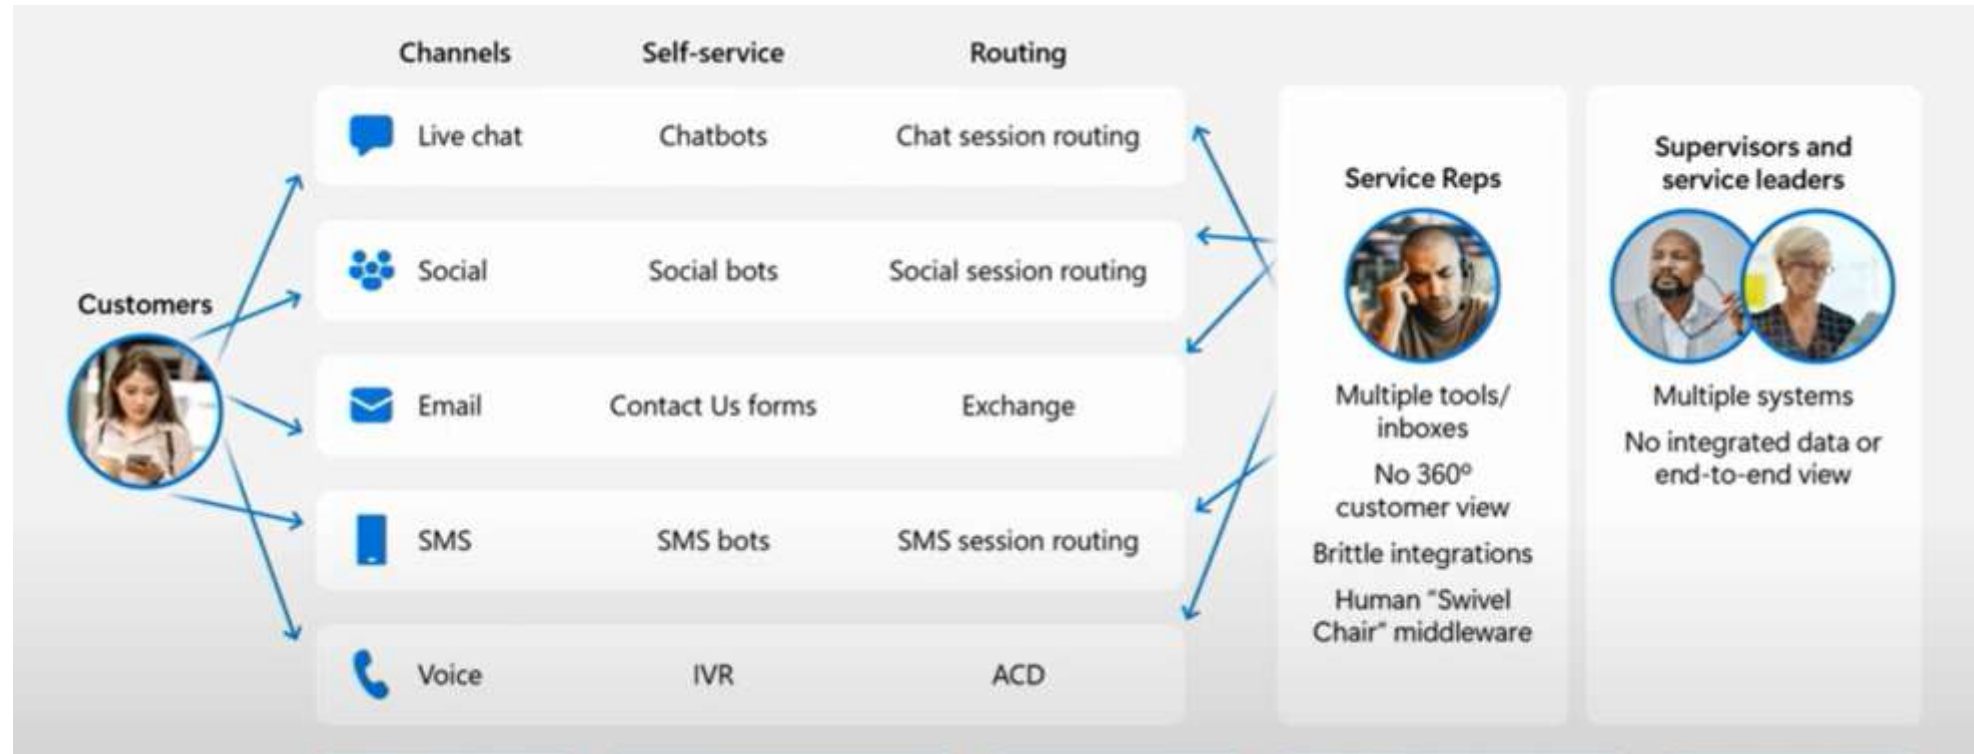 Channels Self-service Routing
Live chat Chatbots Chat session routing
Social Social bots Social session routing
Customers
Email Contact Us forms Exchange
SMS SMS bots SMS session routing
Voice IVR ACD
Service Reps
Multiple tools/
inboxes
No 360º
customer view
Brittle integrations
Human "Swivel
Chair" middleware
Supervisors and
service leaders
Multiple systems
No integrated data or
end-to-end view